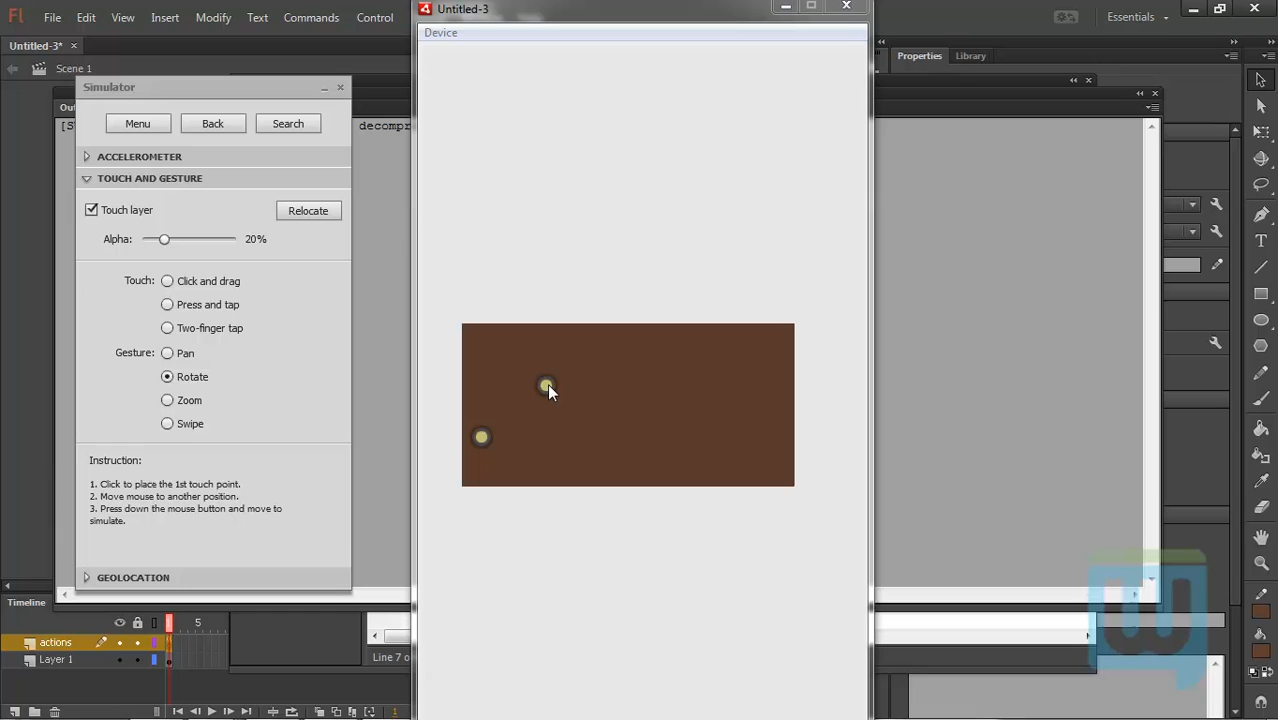 Fl File Edit View Insert Modify Text Commands Control
Untitled-3
Essentials
Untitled-3*
Device
Properties Library
Scene 1
Simulator
Menu Back Search
decompr
ACCELEROMETER
TOUCH AND GESTURE
Touch layer Relocate
Alpha: 20%
Touch: Click and drag
Press and tap
Two-finger tap
Gesture: Pan
Rotate
Zoom
Swipe
Instruction:
1. Click to place the 1st touch point.
2. Move mouse to another position.
3. Press down the mouse button and move to
simulate.
GEOLOCATION
Timeline
5
actions
Layer 1
Line 7 o
1